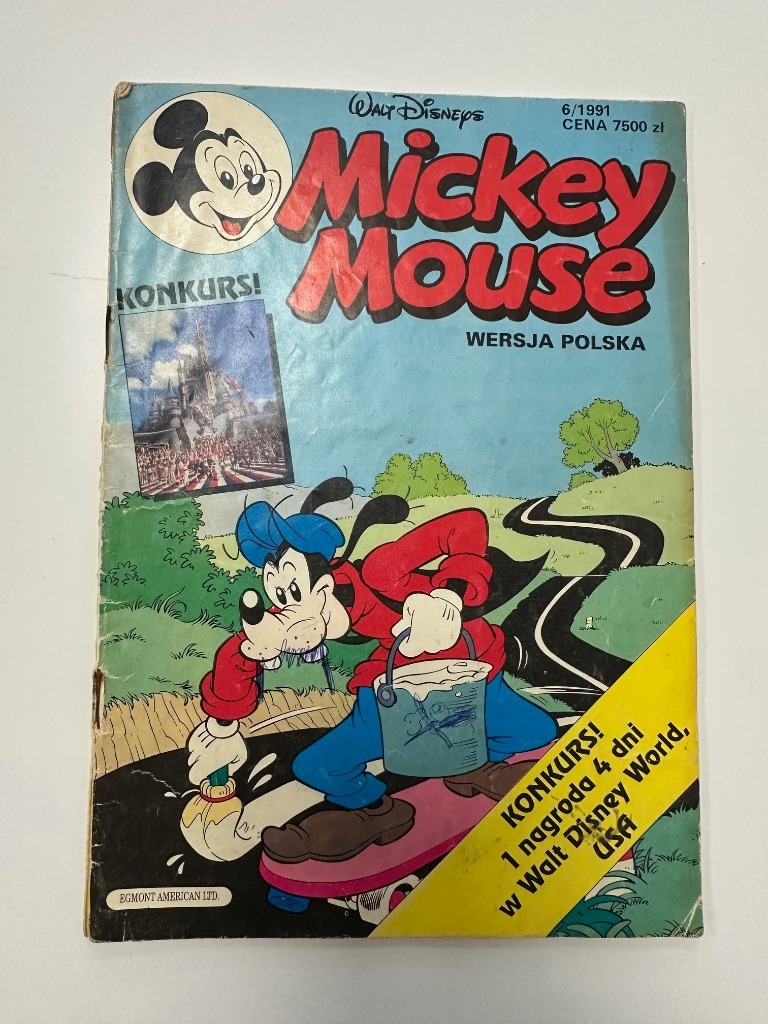 WALT DISNEYS
6/1991
CENA 7500 zł
MICKEY
MOUSE
WERSJA POLSKA
KONKURS!
KONKURS!
1 nagroda 4 dni
w Walt Disney World,
USA
EGMONT AMERICAN LTD.